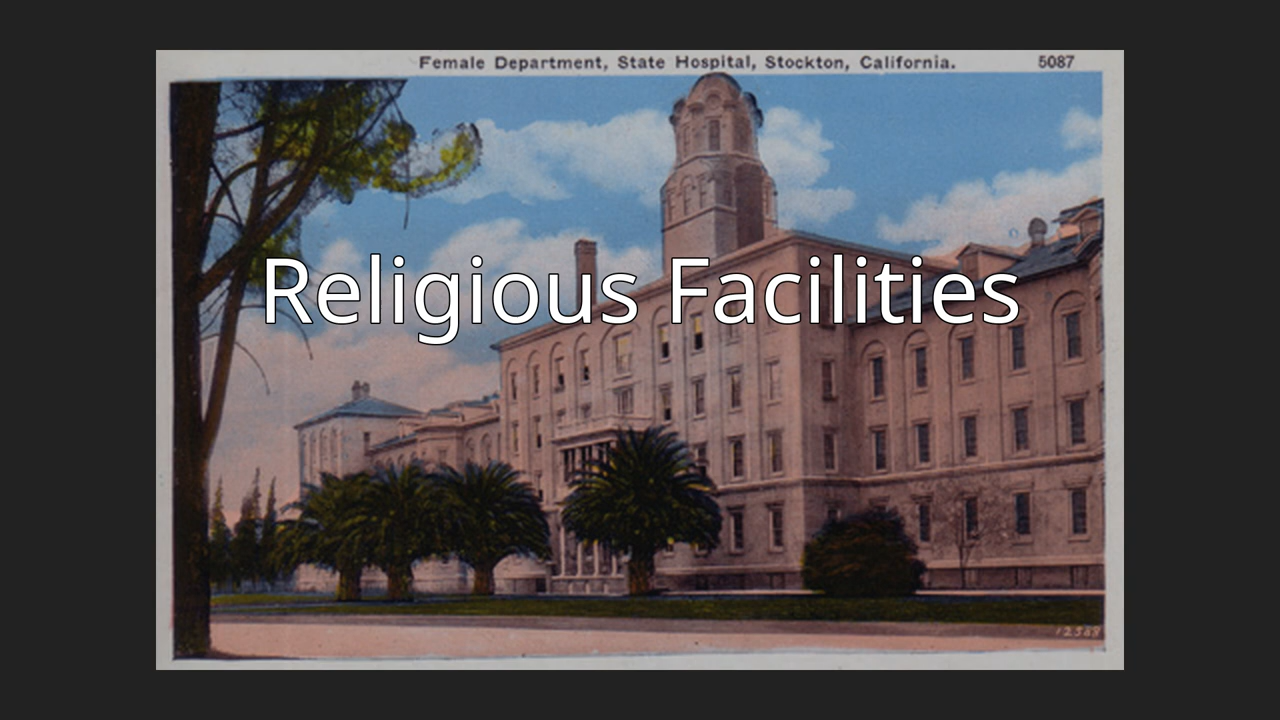 Female Department, State Hospital, Stockton, California. 5087
Religious Facilities